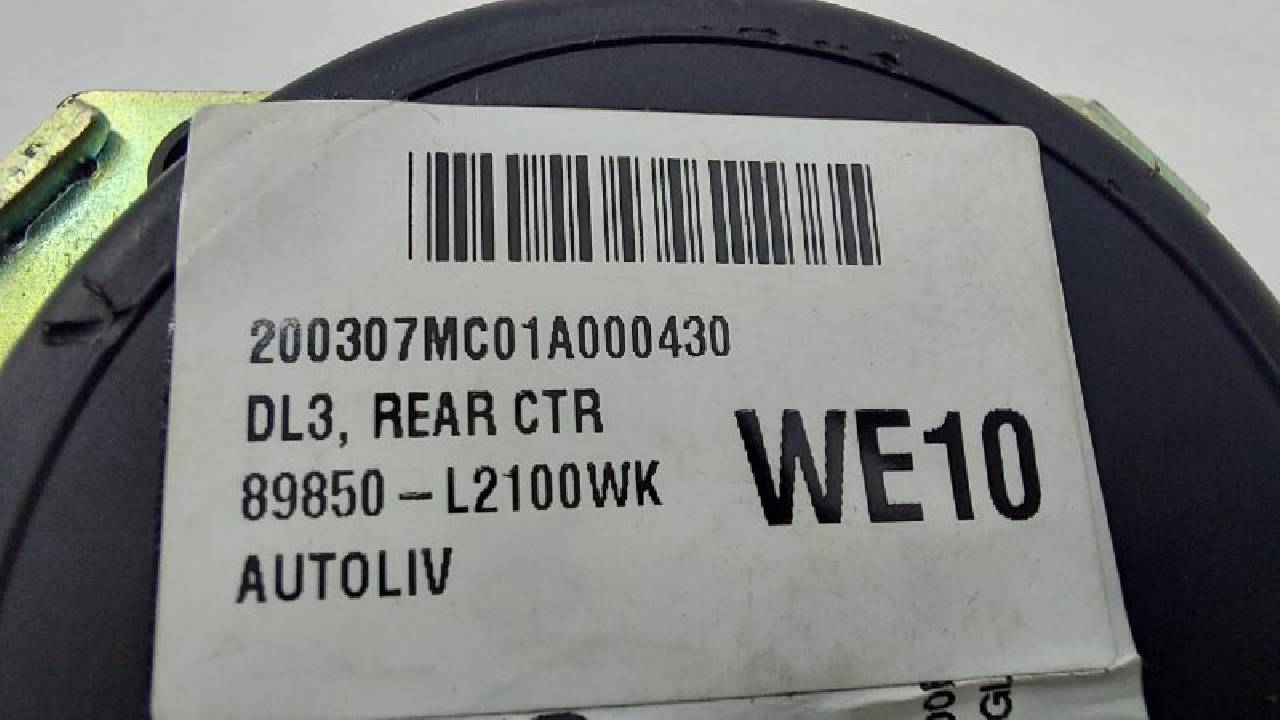 200307MC01A000430
DL3, REAR CTR
89850-L2100WK
WE10
AUTOLIV